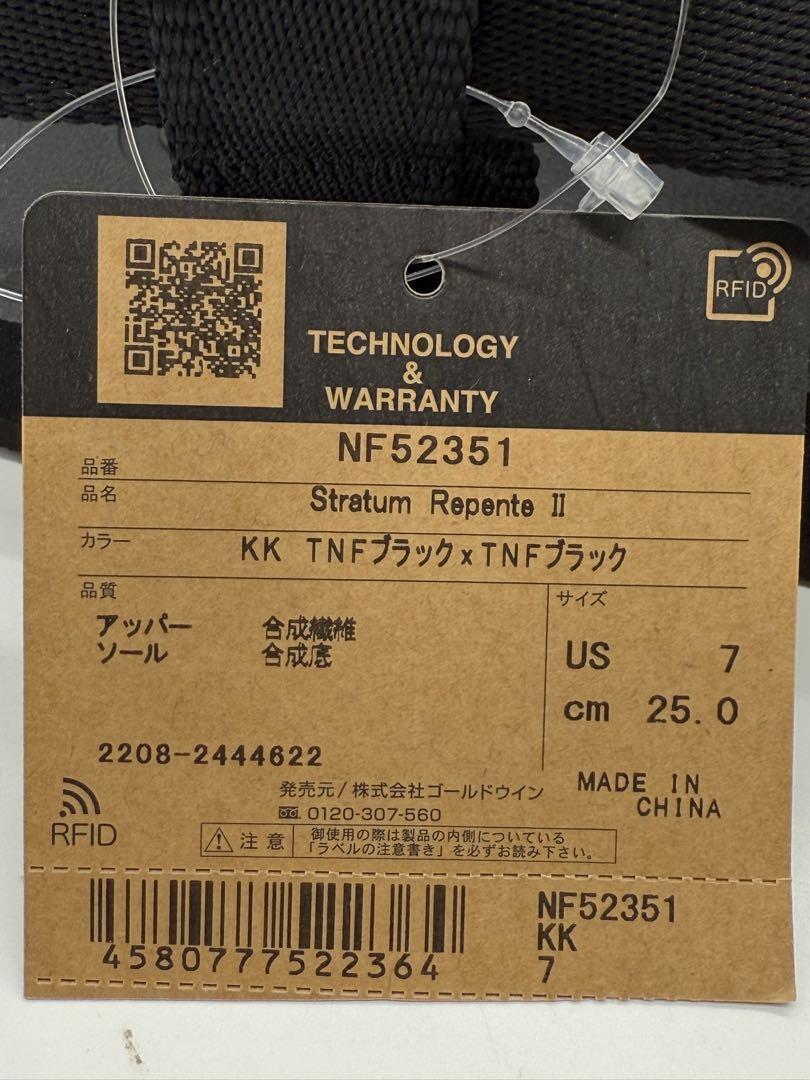 RFID
TECHNOLOGY
&
WARRANTY
品番 NF52351
品名 Stratum Repente II
カラー KK TNFブラック x TNFブラック
品質
アッパー 合成繊維
ソール 合成底
サイズ
US 7
cm 25.0
2208-2444622
RFID
発売元/株式会社ゴールドウイン
0120-307-560
MADE IN
CHINA
注意
御使用の際は製品の内側についている
「ラベルの注意書き」を必ずお読み下さい。
4580777522364
NF52351
KK
7